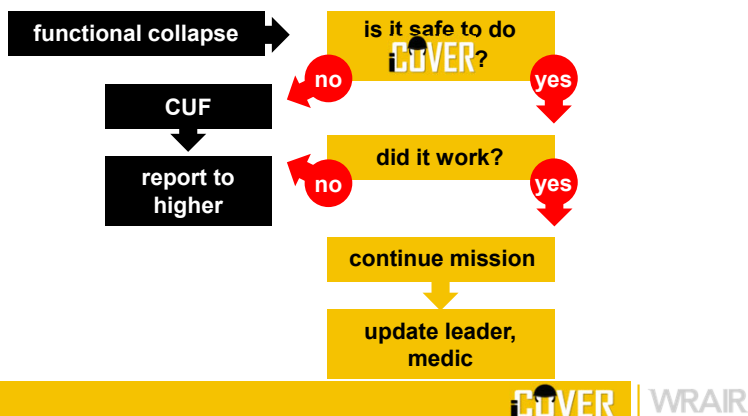 functional collapse
is it safe to do
iCOVER?
no
yes
CUF
did it work?
report to
higher
no
yes
continue mission
update leader,
medic
iCOVER
WRAIR